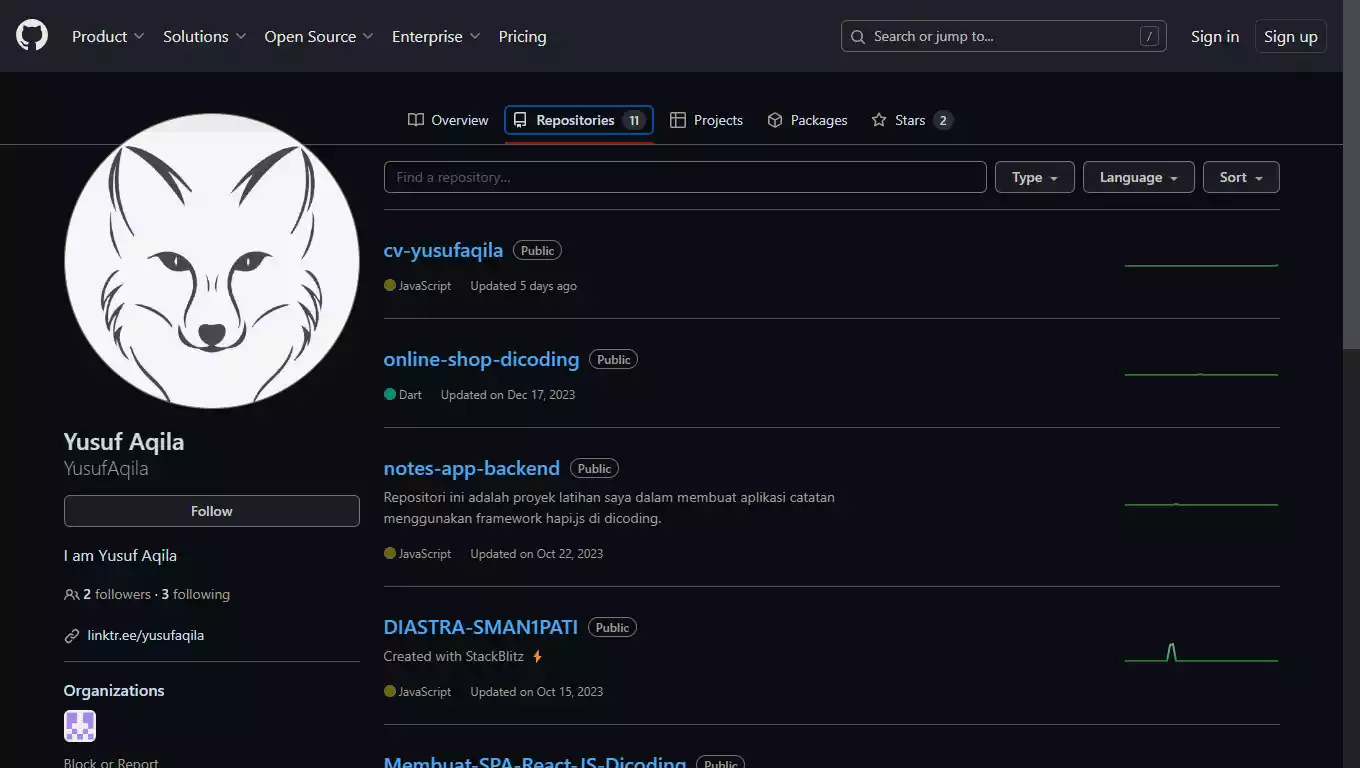 Product Solutions Open Source Enterprise Pricing Search or jump to... / Sign in Sign up
Overview Repositories 11 Projects Packages Stars 2
Find a repository... Type Language Sort
cv-yusufaqila Public
JavaScript Updated 5 days ago
online-shop-dicoding Public
Dart Updated on Dec 17, 2023
notes-app-backend Public
Repositori ini adalah proyek latihan saya dalam membuat aplikasi catatan
menggunakan framework hapi.js di dicoding.
JavaScript Updated on Oct 22, 2023
DIASTRA-SMAN1PATI Public
Created with StackBlitz ⚡
JavaScript Updated on Oct 15, 2023
Membuat-SPA-React-JS-Dicoding Public
Yusuf Aqila
YusufAqila
Follow
I am Yusuf Aqila
2 followers · 3 following
linktr.ee/yusufaqila
Organizations
Block or Report